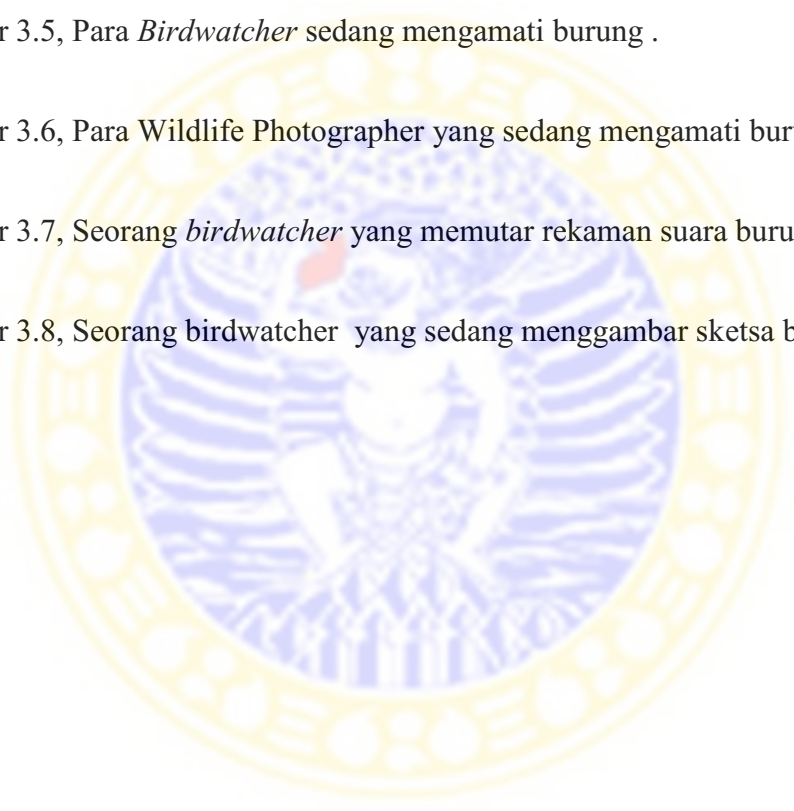 r 3.5, Para Birdwatcher sedang mengamati burung .
r 3.6, Para Wildlife Photographer yang sedang mengamati bur
r 3.7, Seorang birdwatcher yang memutar rekaman suara buru
r 3.8, Seorang birdwatcher  yang sedang menggambar sketsa b